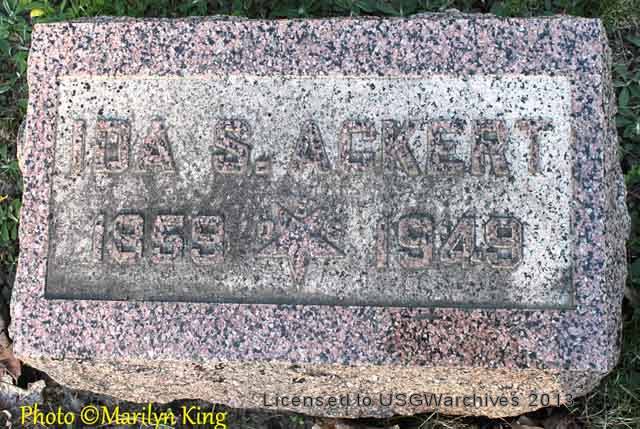 IDA S. ACKERT
1859 1949
Photo ©Marilyn King
Licensed to USGWarchives 2013